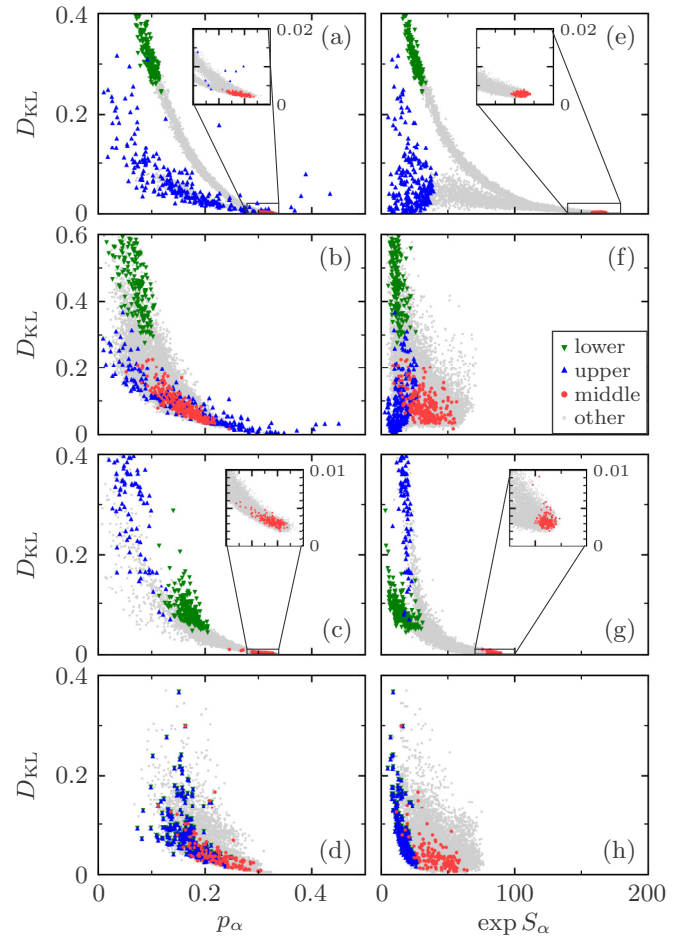 0.4
0.02
0.02
(a)
(e)
D_KL
0.2
0
0
0
0.6
(b)
(f)
0.4
D_KL
lower
upper
0.2
middle
other
0
0.4
0.01
0.01
D_KL
0.2
0
0
(c)
(g)
0
0.4
D_KL
0.2
(d)
(h)
0
0
0.2
0.4
0
100
200
p_α
exp S_α